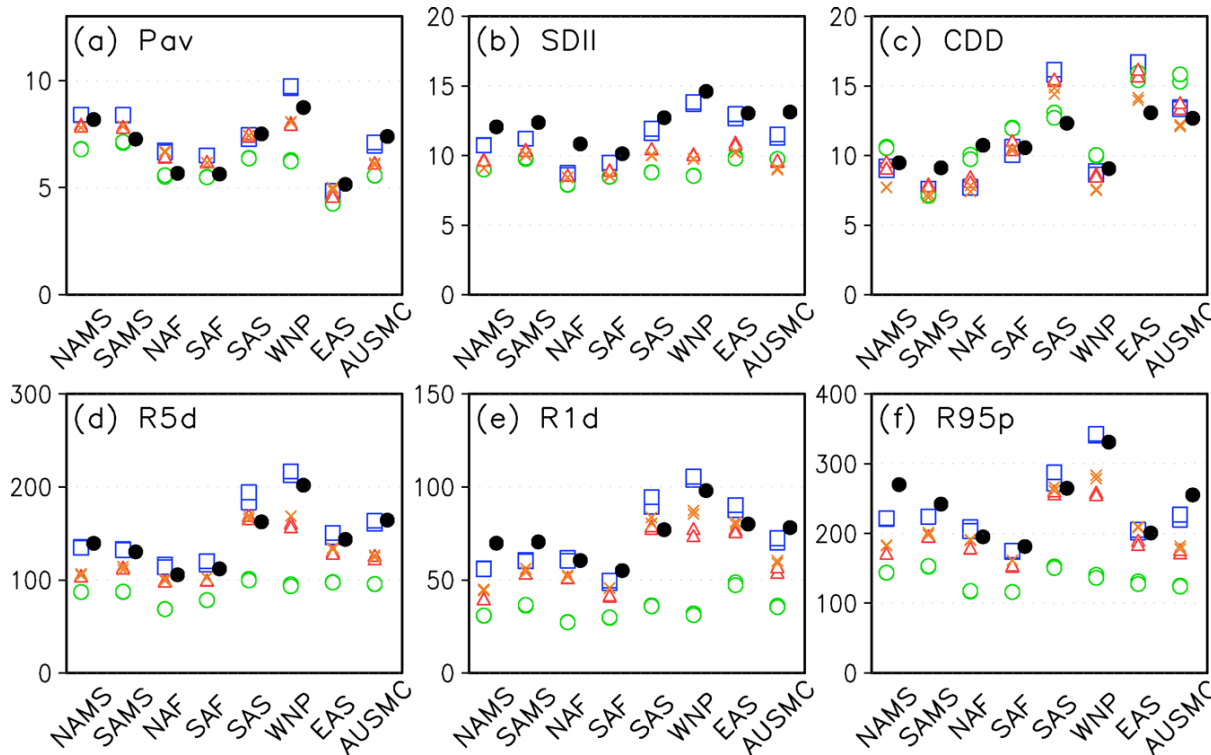 (a) Pav
10
5
0
NAMS SAMS NAF SAF SAS WNP EAS AUSMC
(b) SDII
20
15
10
5
0
NAMS SAMS NAF SAF SAS WNP EAS AUSMC
(c) CDD
20
15
10
5
0
NAMS SAMS NAF SAF SAS WNP EAS AUSMC
(d) R5d
300
200
100
0
NAMS SAMS NAF SAF SAS WNP EAS AUSMC
(e) R1d
150
100
50
0
NAMS SAMS NAF SAF SAS WNP EAS AUSMC
(f) R95p
400
300
200
100
0
NAMS SAMS NAF SAF SAS WNP EAS AUSMC